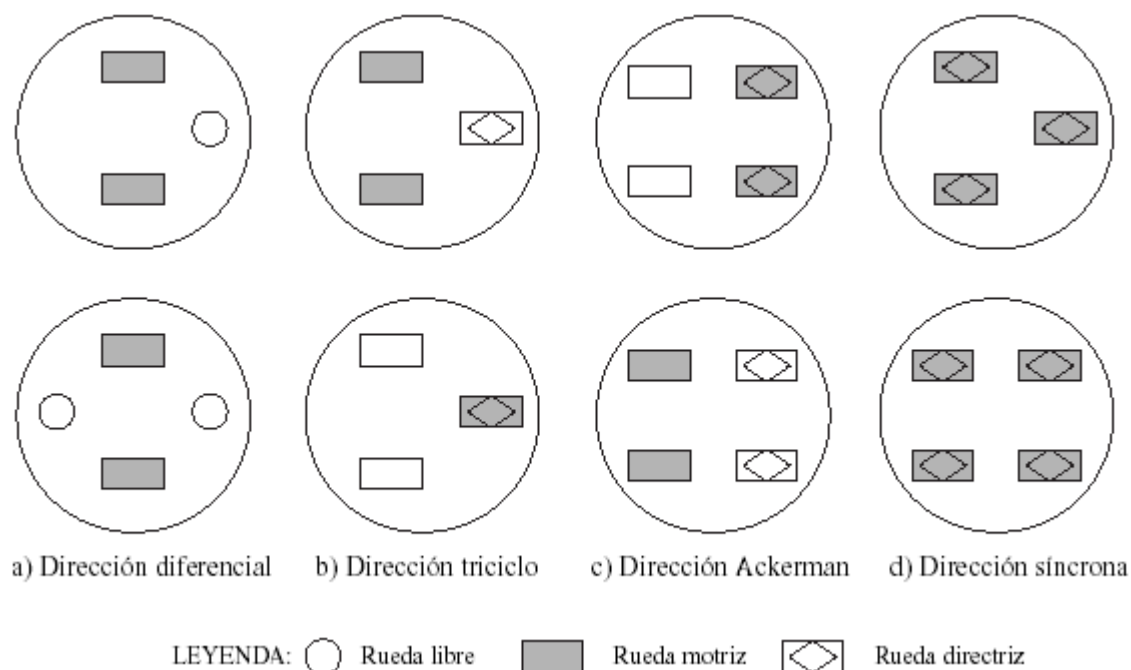 a) Dirección diferencial b) Dirección triciclo c) Dirección Ackerman d) Dirección síncrona
LEYENDA: Rueda libre Rueda motriz Rueda directriz